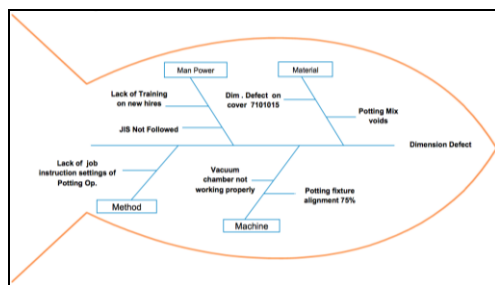 Man Power
Material
Lack of Training
on new hires
JIS Not Followed
Dim . Defect on
cover 7101015
Potting Mix
voids
Dimension Defect
Lack of job
instruction settings of
Potting Op.
Vacuum
chamber not
working properly
Potting fixture
alignment 75%
Method
Machine